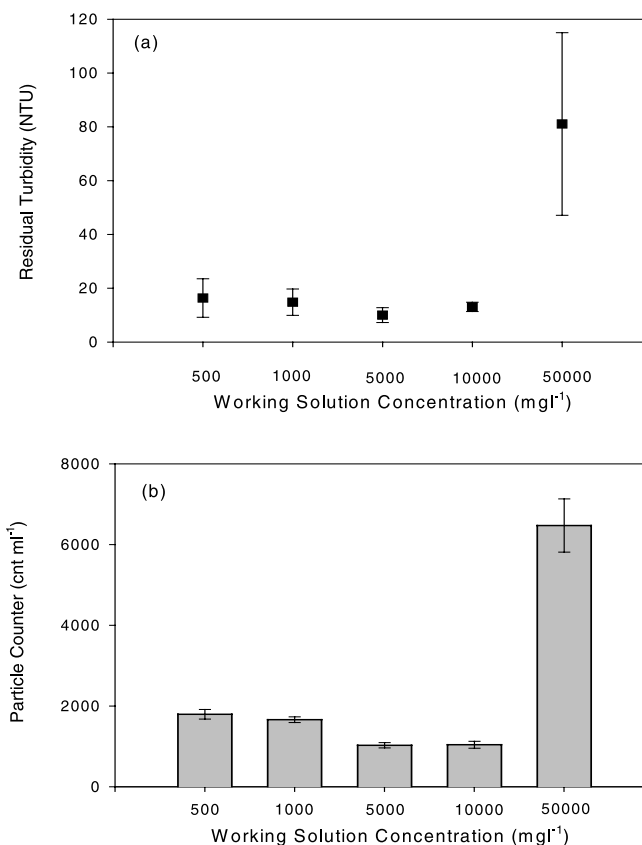 (a)
Residual Turbidity (NTU)
120
100
80
60
40
20
0
500 1000 5000 10000 50000
Working Solution Concentration (mgl⁻¹)
(b)
Particle Counter (cnt ml⁻¹)
8000
6000
4000
2000
0
500 1000 5000 10000 50000
Working Solution Concentration (mgl⁻¹)